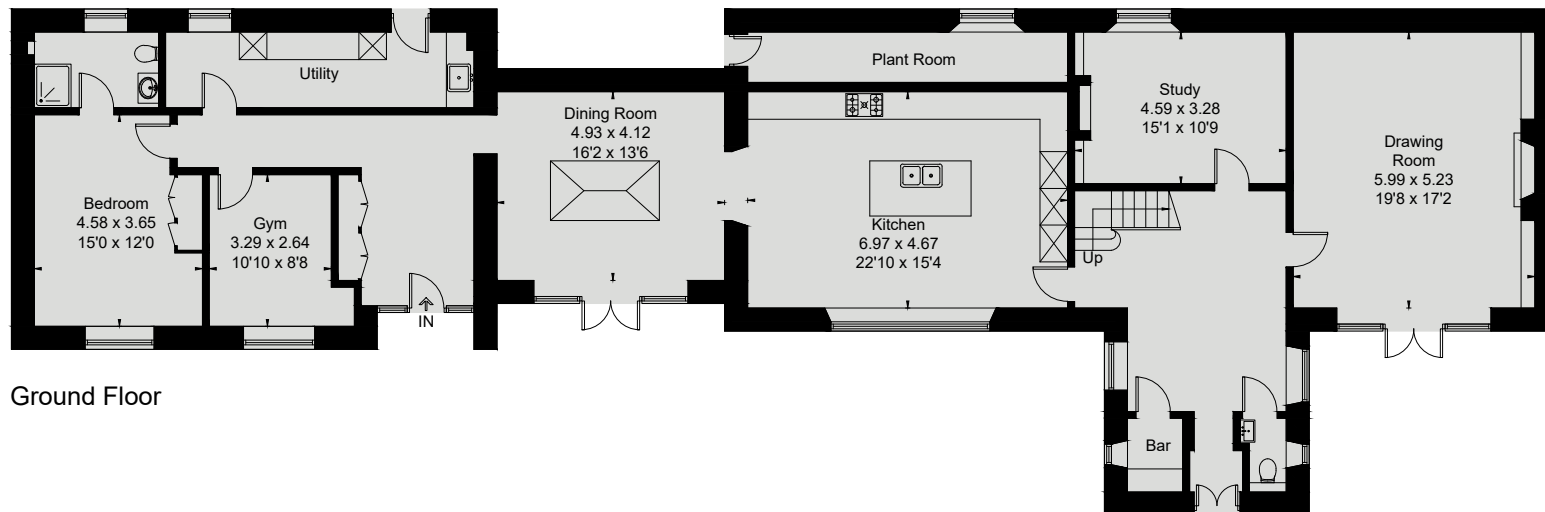 Utility
Plant Room
Dining Room
4.93 x 4.12
16'2 x 13'6
Study
4.59 x 3.28
15'1 x 10'9
Drawing
Room
5.99 x 5.23
19'8 x 17'2
Bedroom
4.58 x 3.65
15'0 x 12'0
Gym
3.29 x 2.64
10'10 x 8'8
Kitchen
6.97 x 4.67
22'10 x 15'4
Up
IN
Bar
Ground Floor